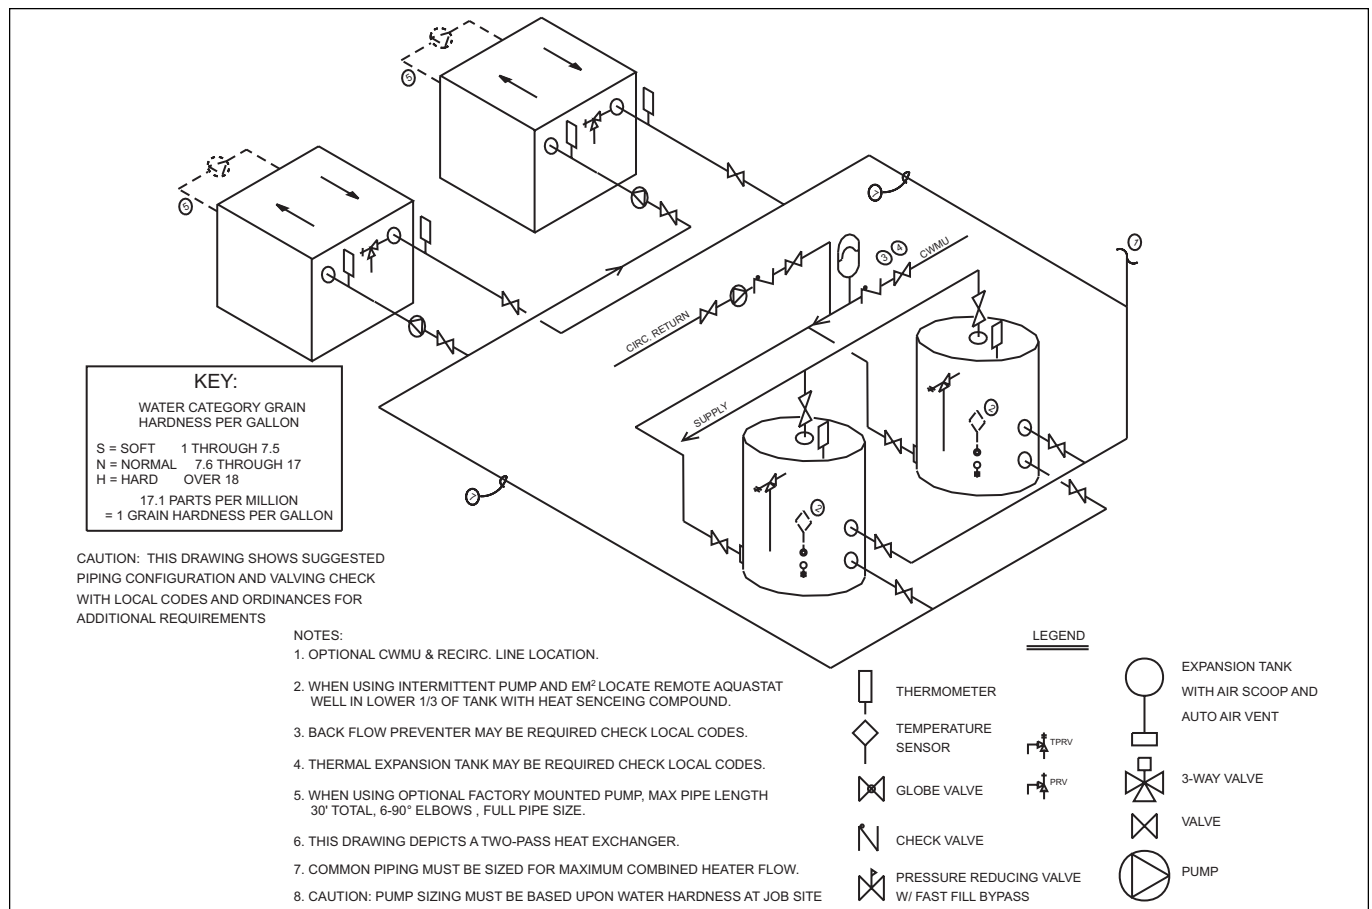 5
5
7
1
3 4
CWMU
CIRC. RETURN
SUPPLY
2
2
7
KEY:
WATER CATEGORY GRAIN
HARDNESS PER GALLON
S = SOFT 1 THROUGH 7.5
N = NORMAL 7.6 THROUGH 17
H = HARD OVER 18
17.1 PARTS PER MILLION
= 1 GRAIN HARDNESS PER GALLON
CAUTION: THIS DRAWING SHOWS SUGGESTED
PIPING CONFIGURATION AND VALVING CHECK
WITH LOCAL CODES AND ORDINANCES FOR
ADDITIONAL REQUIREMENTS
NOTES:
1. OPTIONAL CWMU & RECIRC. LINE LOCATION.
2. WHEN USING INTERMITTENT PUMP AND EM² LOCATE REMOTE AQUASTAT
WELL IN LOWER 1/3 OF TANK WITH HEAT SENCEING COMPOUND.
3. BACK FLOW PREVENTER MAY BE REQUIRED CHECK LOCAL CODES.
4. THERMAL EXPANSION TANK MAY BE REQUIRED CHECK LOCAL CODES.
5. WHEN USING OPTIONAL FACTORY MOUNTED PUMP, MAX PIPE LENGTH
30' TOTAL, 6-90° ELBOWS , FULL PIPE SIZE.
6. THIS DRAWING DEPICTS A TWO-PASS HEAT EXCHANGER.
7. COMMON PIPING MUST BE SIZED FOR MAXIMUM COMBINED HEATER FLOW.
8. CAUTION: PUMP SIZING MUST BE BASED UPON WATER HARDNESS AT JOB SITE
LEGEND
THERMOMETER
TEMPERATURE
SENSOR
GLOBE VALVE
CHECK VALVE
PRESSURE REDUCING VALVE
W/ FAST FILL BYPASS
TPRV
PRV
EXPANSION TANK
WITH AIR SCOOP AND
AUTO AIR VENT
3-WAY VALVE
VALVE
PUMP